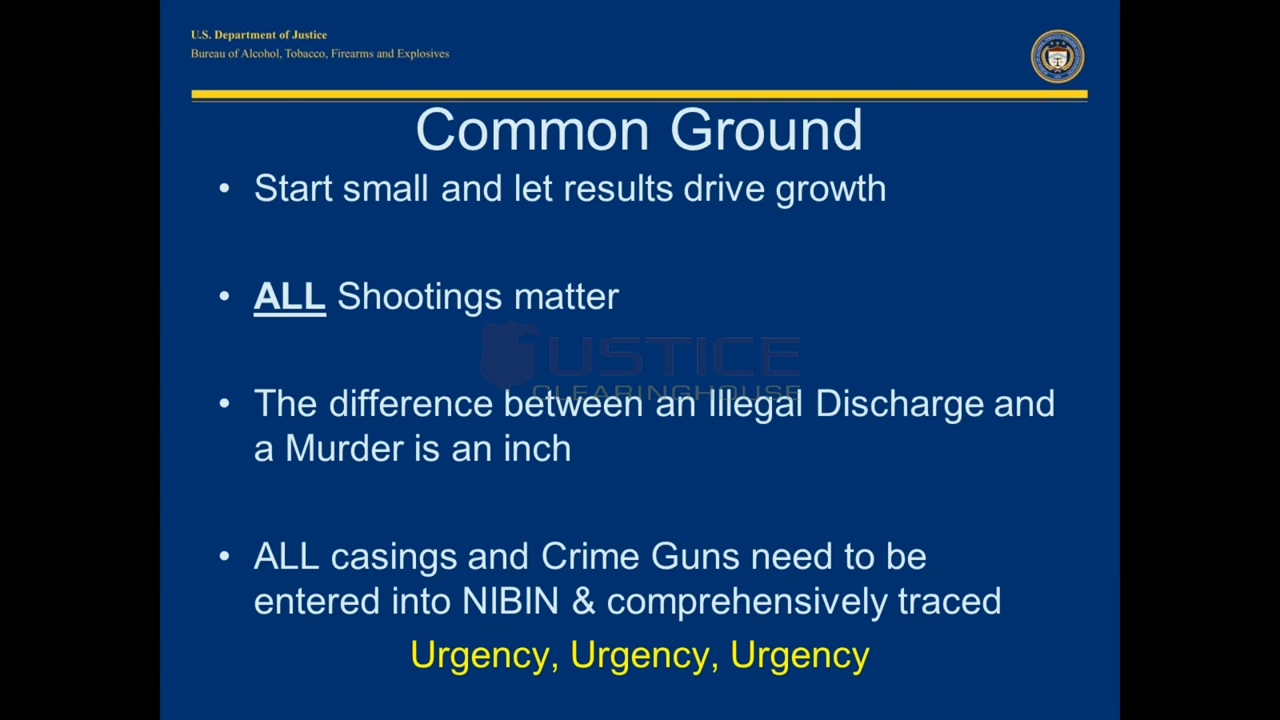 U.S. Department of Justice
Bureau of Alcohol, Tobacco, Firearms and Explosives
Common Ground
• Start small and let results drive growth
• ALL Shootings matter
USTICE
CLEARINGHOUSE
• The difference between an Illegal Discharge and
a Murder is an inch
• ALL casings and Crime Guns need to be
entered into NIBIN & comprehensively traced
Urgency, Urgency, Urgency